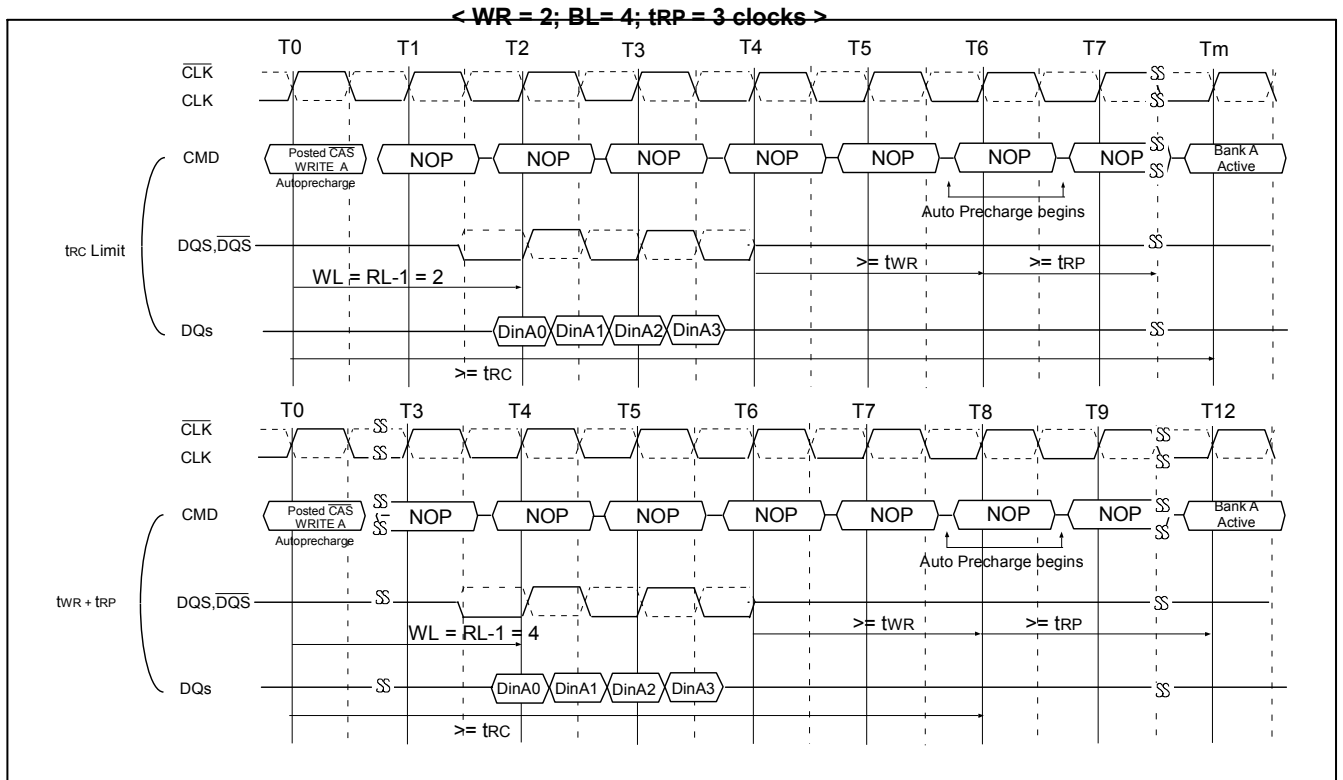 < WR = 2; BL= 4; tRP = 3 clocks >
T0 T1 T2 T3 T4 T5 T6 T7 Tm
CLK
CLK
CMD
Posted CAS
WRITE A
Autoprecharge
NOP NOP NOP NOP NOP NOP NOP
Bank A
Active
Auto Precharge begins
tRC Limit
DQS,DQS
WL = RL-1 = 2
>= tWR
>= tRP
DQs
DinA0 DinA1 DinA2 DinA3
>= tRC
T0 T3 T4 T5 T6 T7 T8 T9 T12
CLK
CLK
CMD
Posted CAS
WRITE A
Autoprecharge
NOP NOP NOP NOP NOP NOP NOP
Bank A
Active
Auto Precharge begins
tWR + tRP
DQS,DQS
WL = RL-1 = 4
>= tWR
>= tRP
DQs
DinA0 DinA1 DinA2 DinA3
>= tRC